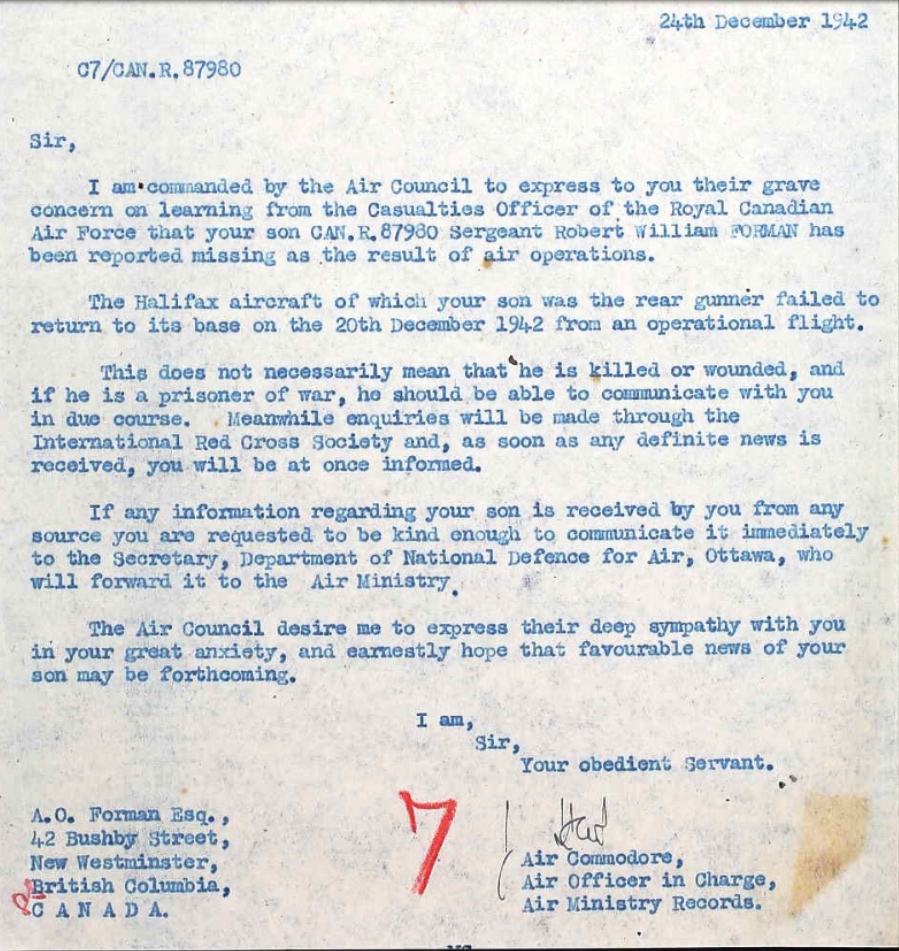 24th December 1942
C7/CAN.R.87980
Sir,
I am commanded by the Air Council to express to you their grave
concern on learning from the Casualties Officer of the Royal Canadian
Air Force that your son CAN.R.87980 Sergeant Robert William FORMAN has
been reported missing as the result of air operations.
The Halifax aircraft of which your son was the rear gunner failed to
return to its base on the 20th December 1942 from an operational flight.
This does not necessarily mean that he is killed or wounded, and
if he is a prisoner of war, he should be able to communicate with you
in due course. Meanwhile enquiries will be made through the
International Red Cross Society and, as soon as any definite news is
received, you will be at once informed.
If any information regarding your son is received by you from any
source you are requested to be kind enough to communicate it immediately
to the Secretary, Department of National Defence for Air, Ottawa, who
will forward it to the Air Ministry.
The Air Council desire me to express their deep sympathy with you
in your great anxiety, and earnestly hope that favourable news of your
son may be forthcoming.
I am,
Sir,
Your obedient Servant.
7
A.O. Forman Esq.,
42 Bushby Street,
New Westminster,
British Columbia,
C A N A D A.
Air Commodore,
Air Officer in Charge,
Air Ministry Records.